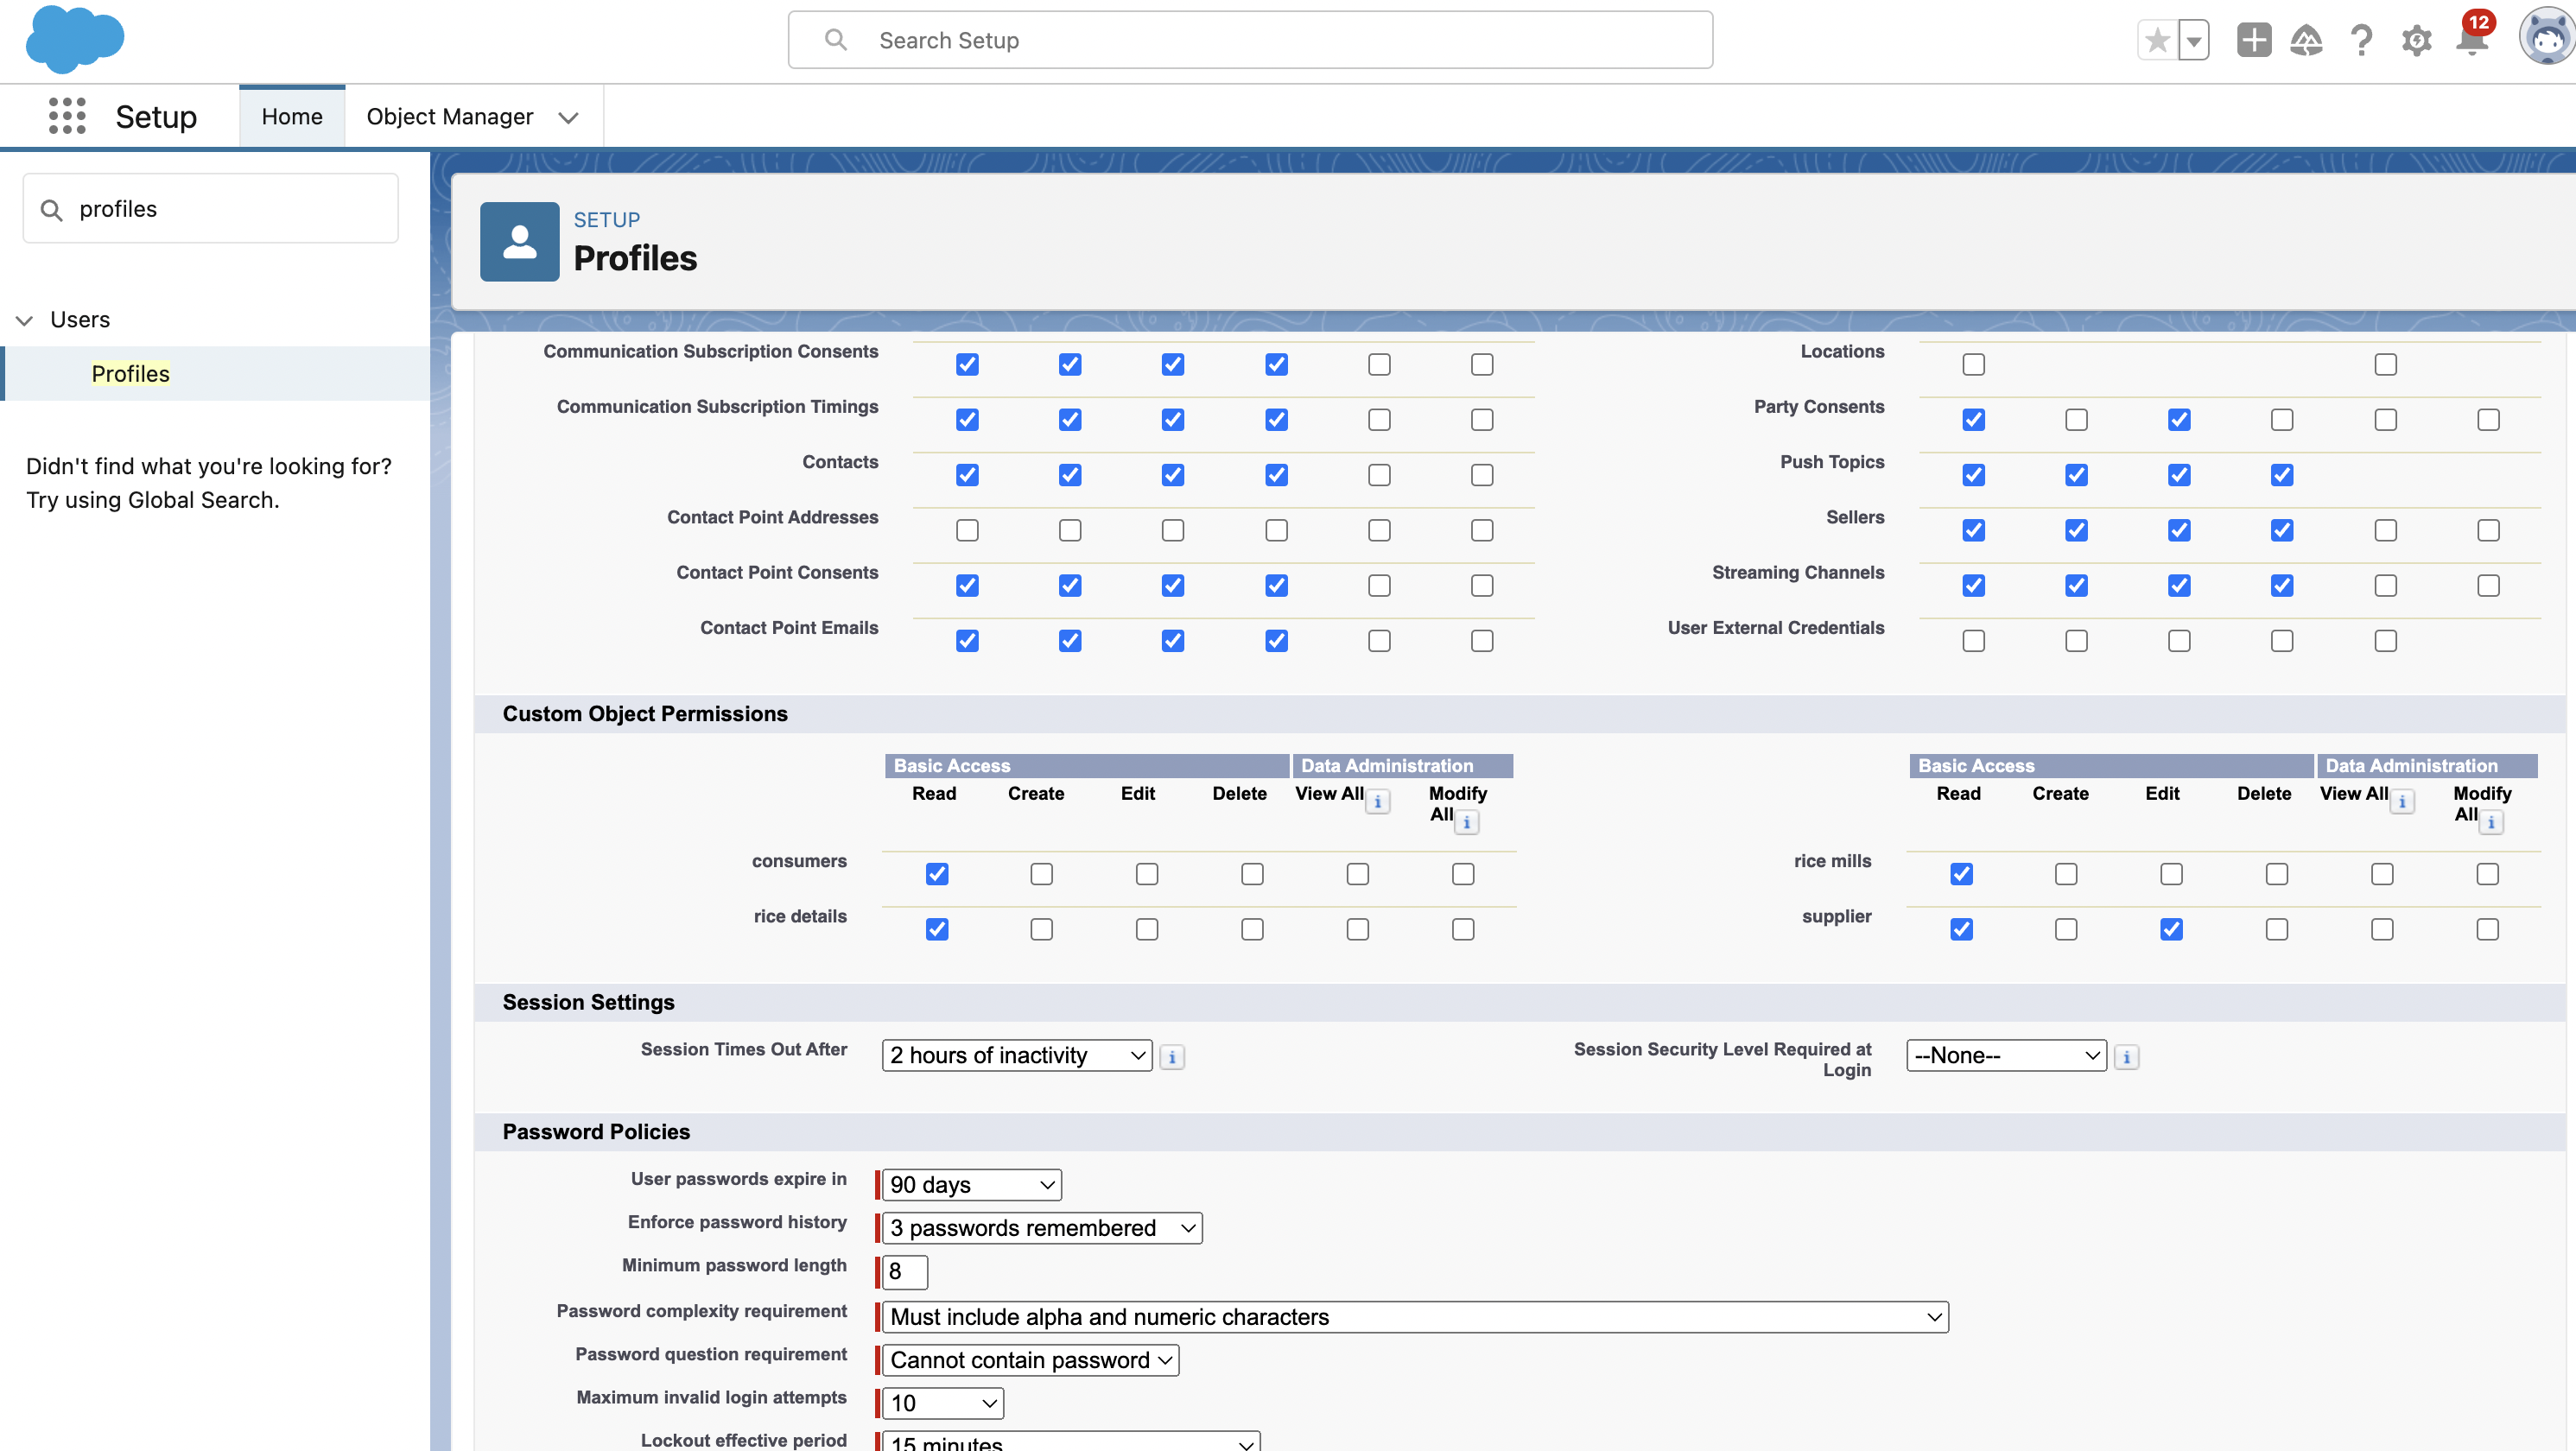 Search Setup
12
Setup
Home
Object Manager
profiles
Users
Profiles
Didn't find what you're looking for?
Try using Global Search.
SETUP
Profiles
Communication Subscription Consents
Locations
Communication Subscription Timings
Party Consents
Contacts
Push Topics
Contact Point Addresses
Sellers
Contact Point Consents
Streaming Channels
Contact Point Emails
User External Credentials
Custom Object Permissions
Basic Access Data Administration
Read Create Edit Delete View All i Modify All i
Basic Access Data Administration
Read Create Edit Delete View All i Modify All i
consumers
rice mills
rice details
supplier
Session Settings
Session Times Out After 2 hours of inactivity i
Session Security Level Required at
Login
--None-- i
Password Policies
User passwords expire in 90 days
Enforce password history 3 passwords remembered
Minimum password length 8
Password complexity requirement Must include alpha and numeric characters
Password question requirement Cannot contain password
Maximum invalid login attempts 10
Lockout effective period 15 minutes